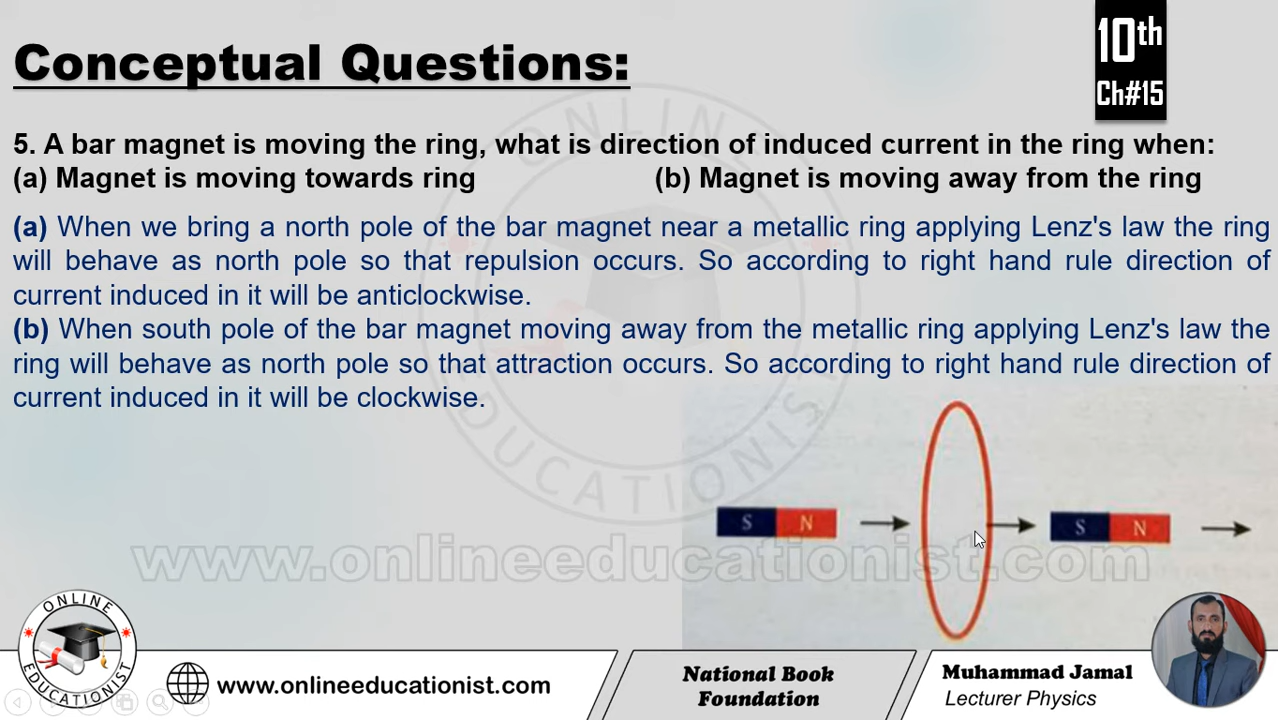 Conceptual Questions:
10th
Ch#15
5. A bar magnet is moving the ring, what is direction of induced current in the ring when:
(a) Magnet is moving towards ring (b) Magnet is moving away from the ring
(a) When we bring a north pole of the bar magnet near a metallic ring applying Lenz's law the ring
will behave as north pole so that repulsion occurs. So according to right hand rule direction of
current induced in it will be anticlockwise.
(b) When south pole of the bar magnet moving away from the metallic ring applying Lenz's law the
ring will behave as north pole so that attraction occurs. So according to right hand rule direction of
current induced in it will be clockwise.
ONLINE
EDUCATIONIST
S N
S N
www.onlineeducationist.com
ONLINE
EDUCATIONIST
www.onlineeducationist.com
National Book
Foundation
Muhammad Jamal
Lecturer Physics